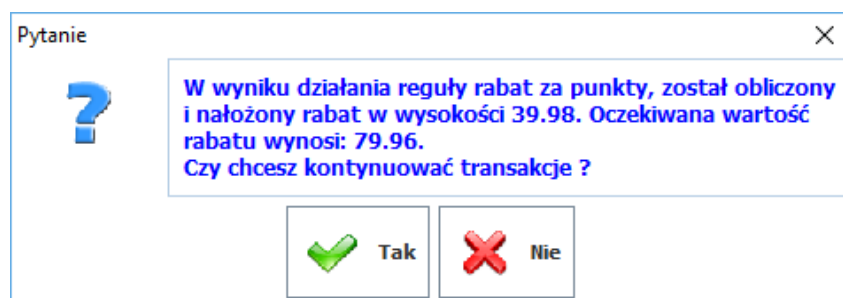 Pytanie
W wyniku działania reguły rabat za punkty, został obliczony
i nałożony rabat w wysokości 39.98. Oczekiwana wartość
rabatu wynosi: 79.96.
Czy chcesz kontynuować transakcje ?
Tak
Nie